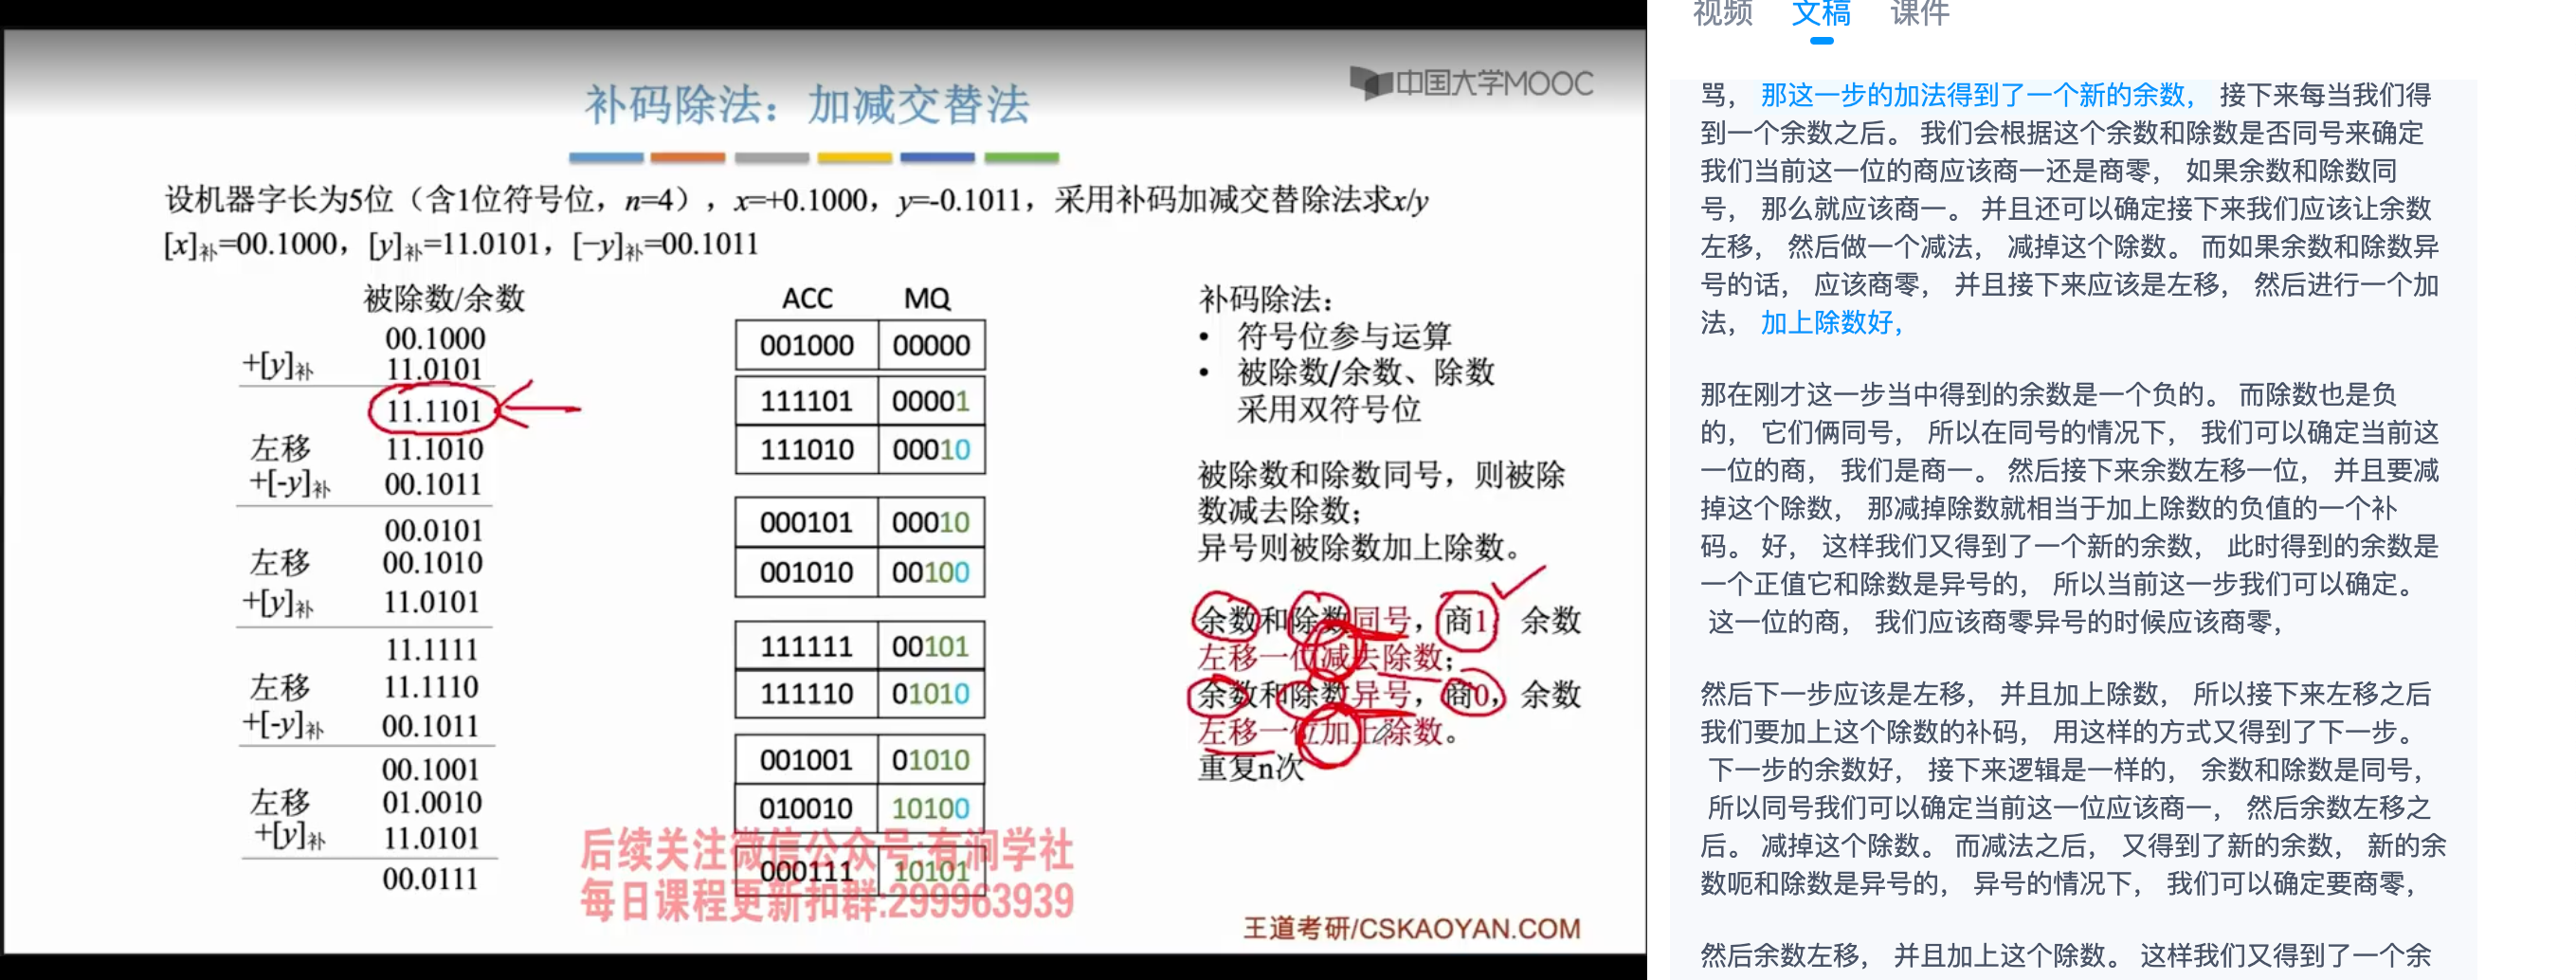 中国大学MOOC
补码除法：加减交替法
设机器字长为5位（含1位符号位，n=4），x=+0.1000，y=-0.1011，采用补码加减交替除法求x/y
[x]补=00.1000，[y]补=11.0101，[−y]补=00.1011
被除数/余数
00.1000
+[y]补 11.0101
11.1101
左移 11.1010
+[-y]补 00.1011
00.0101
左移 00.1010
+[y]补 11.0101
11.1111
左移 11.1110
+[-y]补 00.1011
00.1001
左移 01.0010
+[y]补 11.0101
00.0111
ACC MQ
001000 00000
111101 00001
111010 00010
000101 00010
001010 00100
111111 00101
111110 01010
001001 01010
010010 10100
000111 10101
补码除法：
• 符号位参与运算
• 被除数/余数、除数
采用双符号位
被除数和除数同号，则被除
数减去除数；
异号则被除数加上除数。
余数和除数同号，商1，余数
左移一位减去除数；
余数和除数异号，商0，余数
左移一位加上除数。
重复n次
后续关注微信公众号:有涧学社
每日课程更新扣群:299963939
王道考研/CSKAOYAN.COM
视频 文稿 课件
骂， 那这一步的加法得到了一个新的余数， 接下来每当我们得
到一个余数之后。 我们会根据这个余数和除数是否同号来确定
我们当前这一位的商应该商一还是商零， 如果余数和除数同
号， 那么就应该商一。 并且还可以确定接下来我们应该让余数
左移， 然后做一个减法， 减掉这个除数。 而如果余数和除数异
号的话， 应该商零， 并且接下来应该是左移， 然后进行一个加
法， 加上除数好，
那在刚才这一步当中得到的余数是一个负的。 而除数也是负
的， 它们俩同号， 所以在同号的情况下， 我们可以确定当前这
一位的商， 我们是商一。 然后接下来余数左移一位， 并且要减
掉这个除数， 那减掉除数就相当于加上除数的负值的一个补
码。 好， 这样我们又得到了一个新的余数， 此时得到的余数是
一个正值它和除数是异号的， 所以当前这一步我们可以确定。
这一位的商， 我们应该商零异号的时候应该商零，
然后下一步应该是左移， 并且加上除数， 所以接下来左移之后
我们要加上这个除数的补码， 用这样的方式又得到了下一步。
下一步的余数好， 接下来逻辑是一样的， 余数和除数是同号，
所以同号我们可以确定当前这一位应该商一， 然后余数左移之
后。 减掉这个除数。 而减法之后， 又得到了新的余数， 新的余
数呃和除数是异号的， 异号的情况下， 我们可以确定要商零，
然后余数左移， 并且加上这个除数。 这样我们又得到了一个余